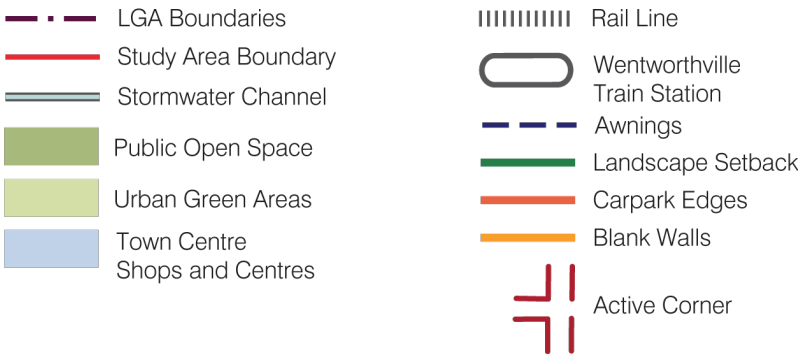 LGA Boundaries
Study Area Boundary
Stormwater Channel
Public Open Space
Urban Green Areas
Town Centre
Shops and Centres
Rail Line
Wentworthville
Train Station
Awnings
Landscape Setback
Carpark Edges
Blank Walls
Active Corner